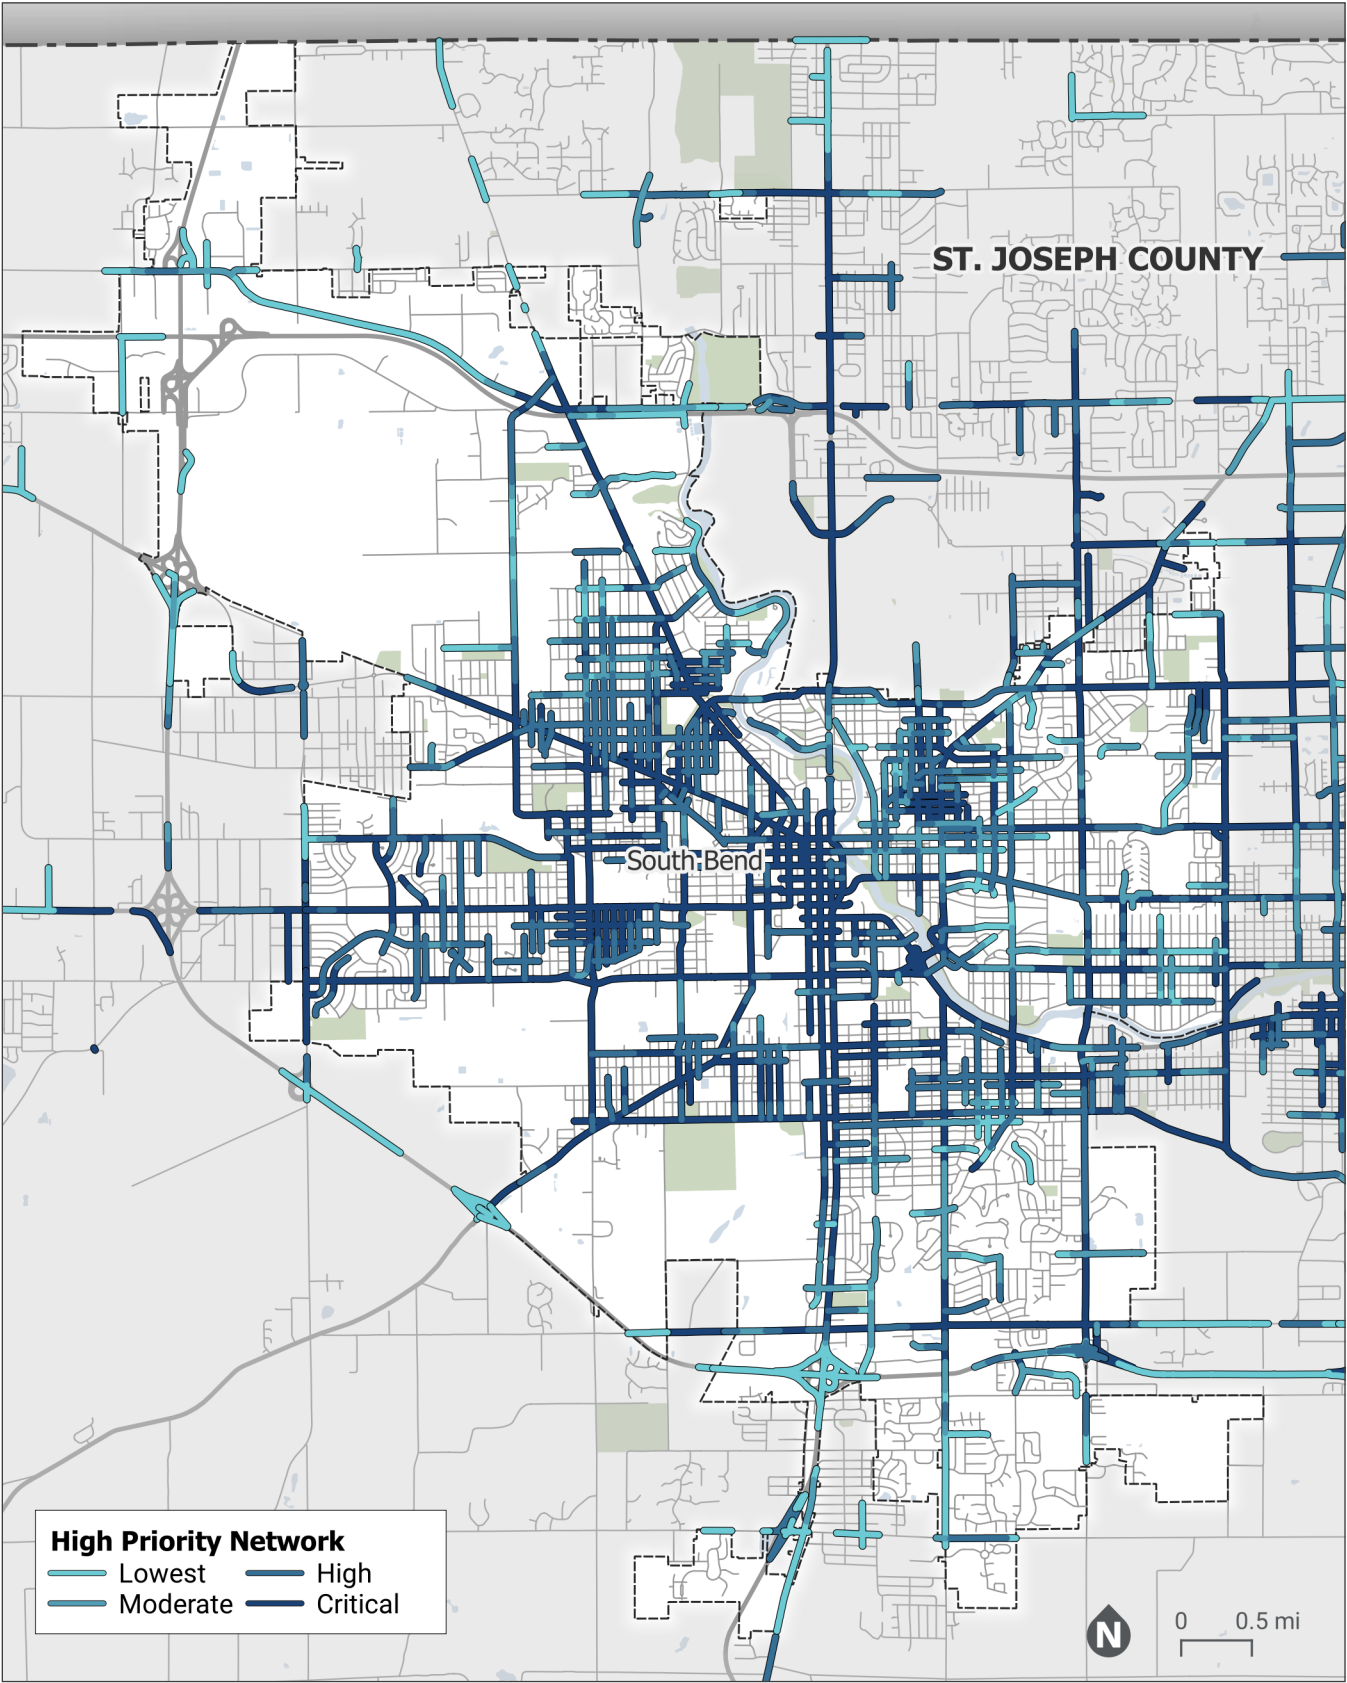 ST. JOSEPH COUNTY
South Bend
High Priority Network
Lowest
High
Moderate
Critical
N
0
0.5 mi